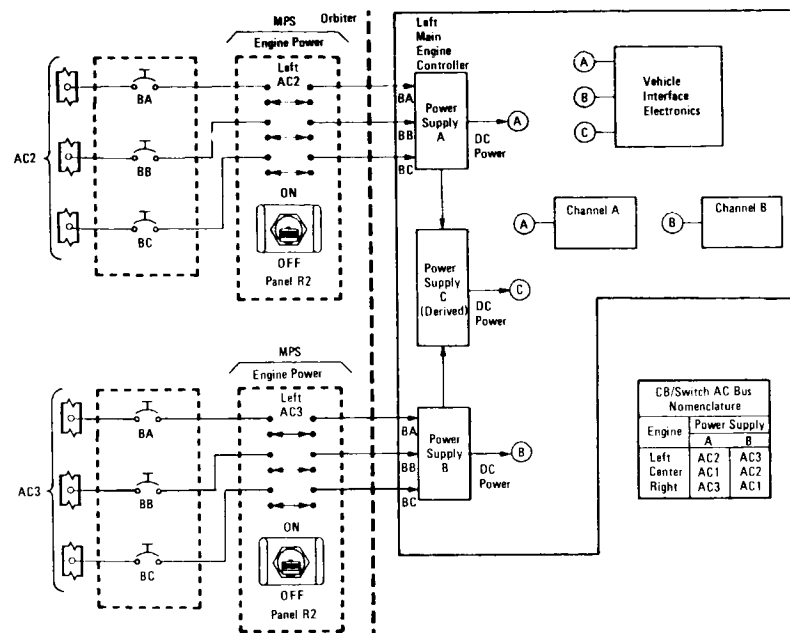 MPS
Orbiter
Engine Power
Left
AC2
BA
BB
BC
AC2
ON
OFF
Panel R2
Left
Main
Engine
Controller
BA
BB
BC
Power
Supply
A
DC
Power
A
Power
Supply
C
(Derived)
DC
Power
C
A
B
C
Vehicle
Interface
Electronics
A
Channel A
B
Channel B
MPS
Engine Power
Left
AC3
BA
BB
BC
AC3
ON
OFF
Panel R2
BA
BB
BC
Power
Supply
B
DC
Power
B
CB/Switch AC Bus
Nomenclature
Engine Power Supply
A B
Left AC2 AC3
Center AC1 AC2
Right AC3 AC1